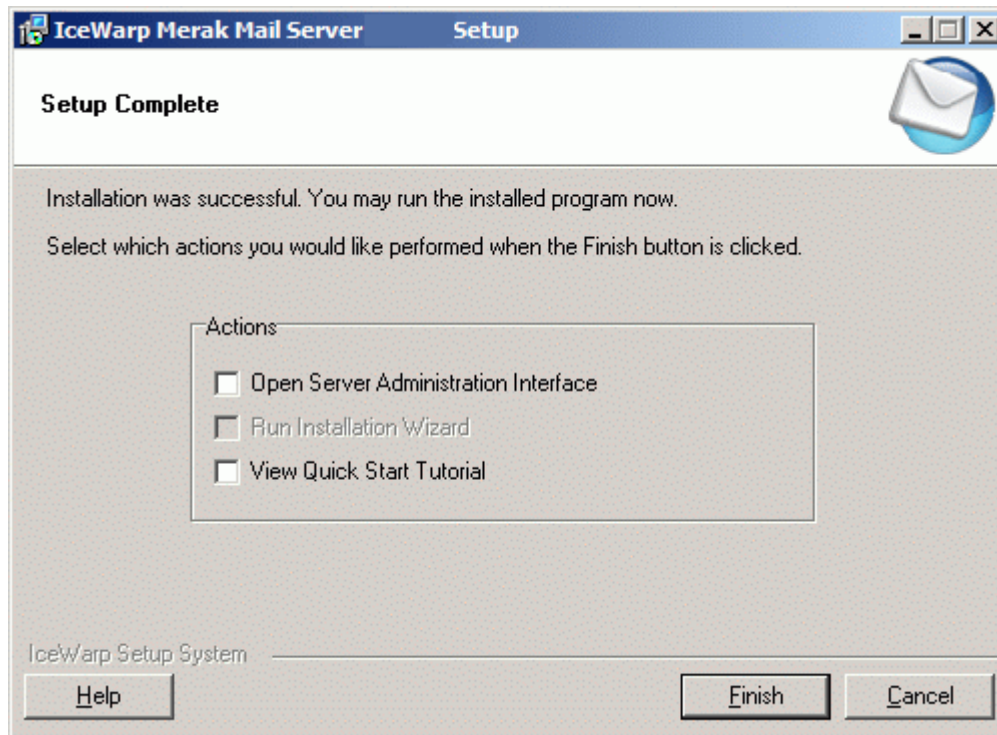 IceWarp Merak Mail Server Setup
Setup Complete
Installation was successful. You may run the installed program now.
Select which actions you would like performed when the Finish button is clicked.
Actions
Open Server Administration Interface
Run Installation Wizard
View Quick Start Tutorial
IceWarp Setup System
Help Finish Cancel